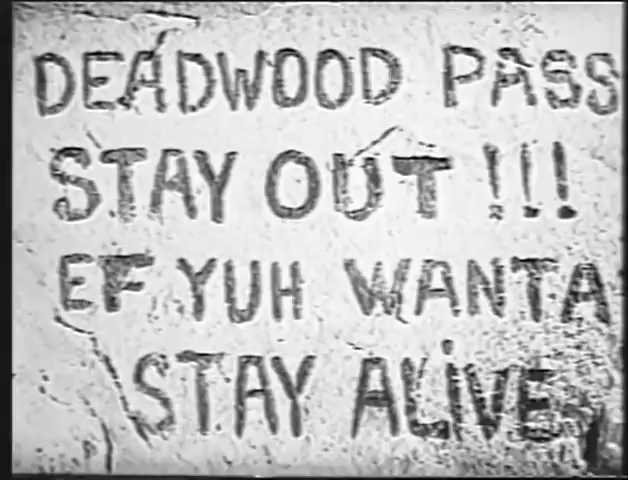 DEADWOOD PASS
STAY OUT !!!
EF YUH WANTA
STAY ALiVE